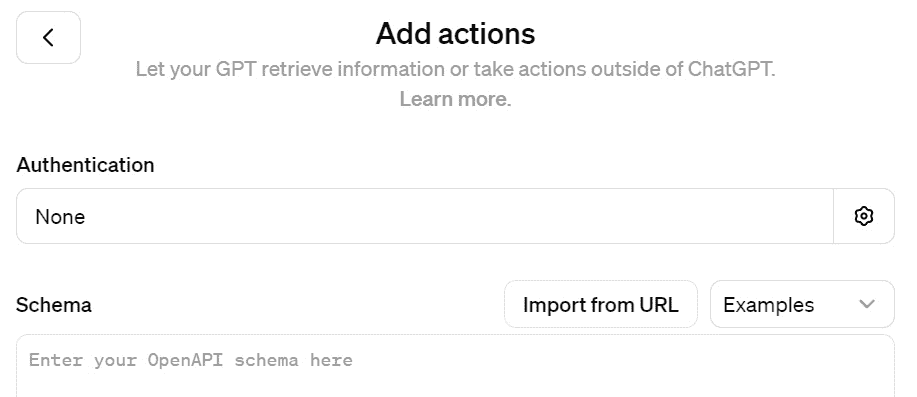 Add actions
Let your GPT retrieve information or take actions outside of ChatGPT.
Learn more.
Authentication
None
Schema
Import from URL
Examples
Enter your OpenAPI schema here